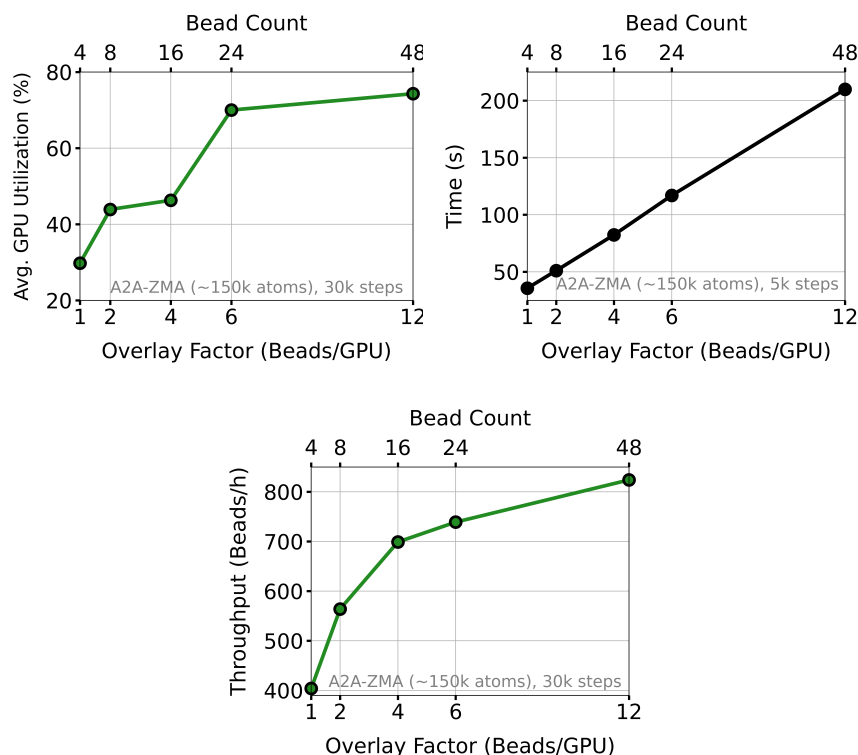 Bead Count
4 8 16 24 48
80
60
40
20
Avg. GPU Utilization (%)
A2A-ZMA (~150k atoms), 30k steps
1 2 4 6 12
Overlay Factor (Beads/GPU)
Bead Count
4 8 16 24 48
200
150
100
50
Time (s)
A2A-ZMA (~150k atoms), 5k steps
1 2 4 6 12
Overlay Factor (Beads/GPU)
Bead Count
4 8 16 24 48
800
700
600
500
400
Throughput (Beads/h)
A2A-ZMA (~150k atoms), 30k steps
1 2 4 6 12
Overlay Factor (Beads/GPU)